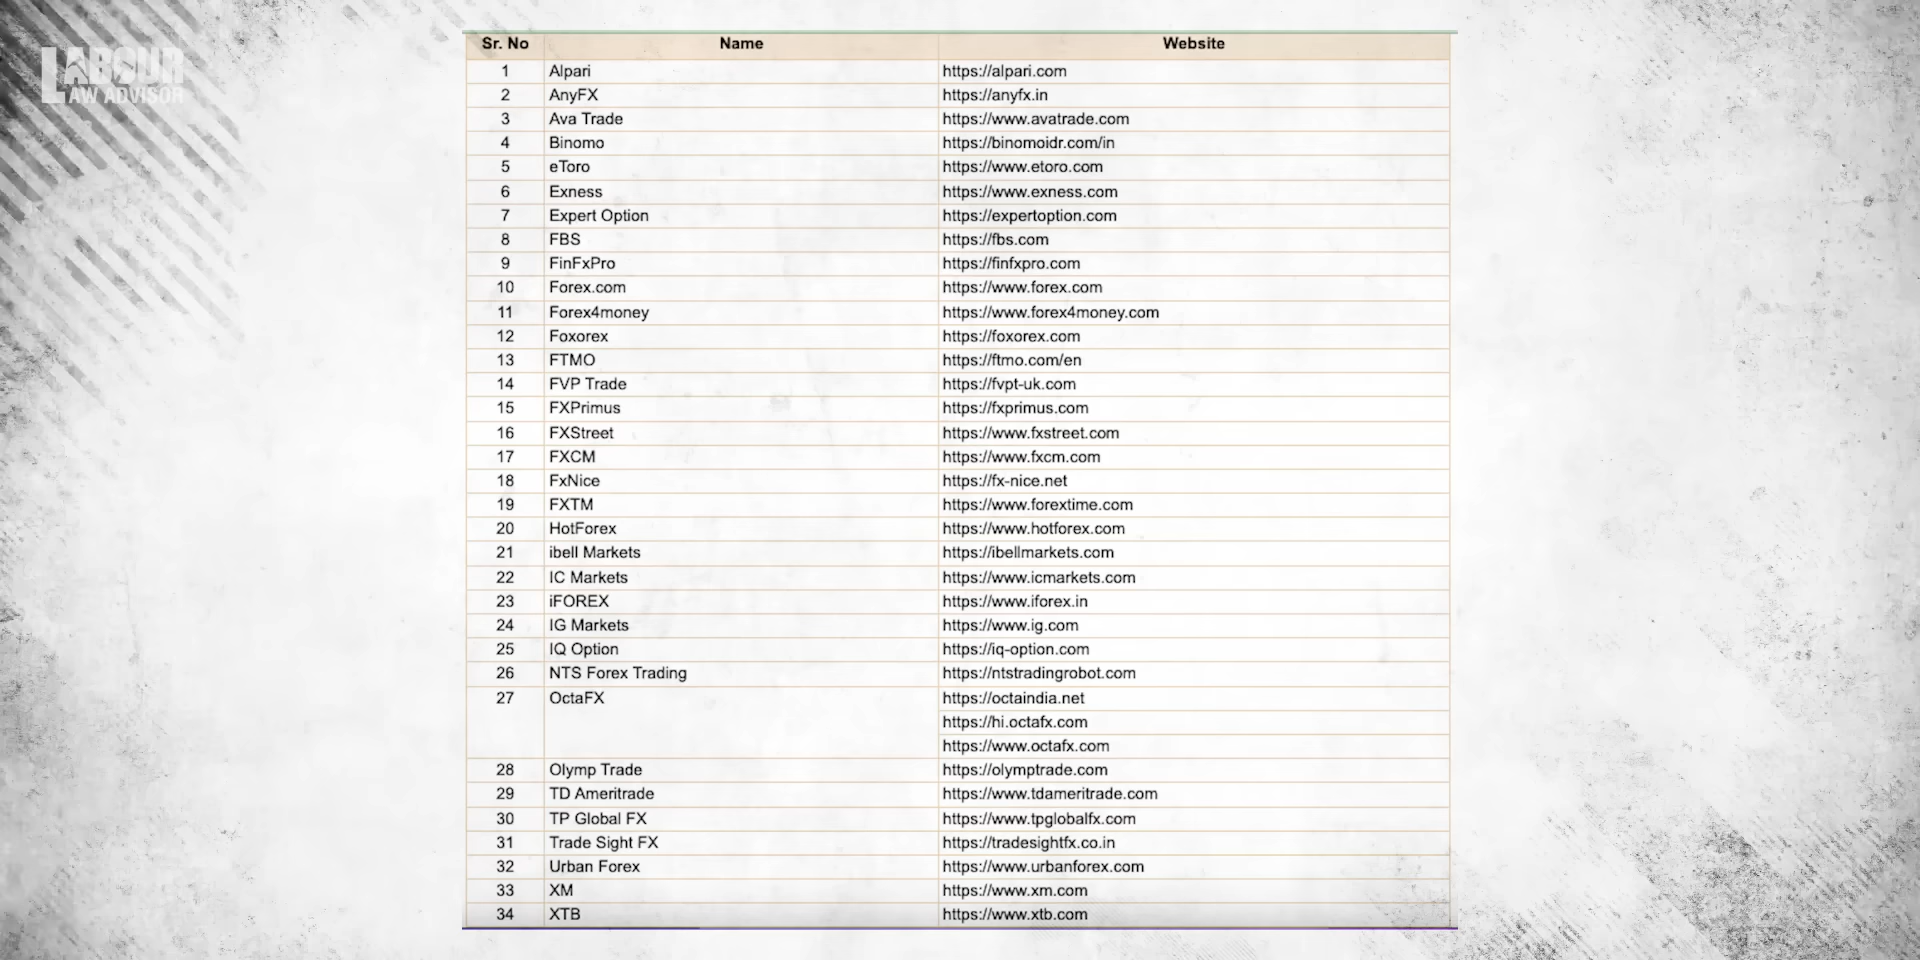 LABOUR
LAW ADVISOR
Sr. No Name Website
1 Alpari https://alpari.com
2 AnyFX https://anyfx.in
3 Ava Trade https://www.avatrade.com
4 Binomo https://binomoidr.com/in
5 eToro https://www.etoro.com
6 Exness https://www.exness.com
7 Expert Option https://expertoption.com
8 FBS https://fbs.com
9 FinFxPro https://finfxpro.com
10 Forex.com https://www.forex.com
11 Forex4money https://www.forex4money.com
12 Foxorex https://foxorex.com
13 FTMO https://ftmo.com/en
14 FVP Trade https://fvpt-uk.com
15 FXPrimus https://fxprimus.com
16 FXStreet https://www.fxstreet.com
17 FXCM https://www.fxcm.com
18 FxNice https://fx-nice.net
19 FXTM https://www.forextime.com
20 HotForex https://www.hotforex.com
21 ibell Markets https://ibellmarkets.com
22 IC Markets https://www.icmarkets.com
23 iFOREX https://www.iforex.in
24 IG Markets https://www.ig.com
25 IQ Option https://iq-option.com
26 NTS Forex Trading https://ntstradingrobot.com
27 OctaFX https://octaindia.net
https://hi.octafx.com
https://www.octafx.com
28 Olymp Trade https://olymptrade.com
29 TD Ameritrade https://www.tdameritrade.com
30 TP Global FX https://www.tpglobalfx.com
31 Trade Sight FX https://tradesightfx.co.in
32 Urban Forex https://www.urbanforex.com
33 XM https://www.xm.com
34 XTB https://www.xtb.com